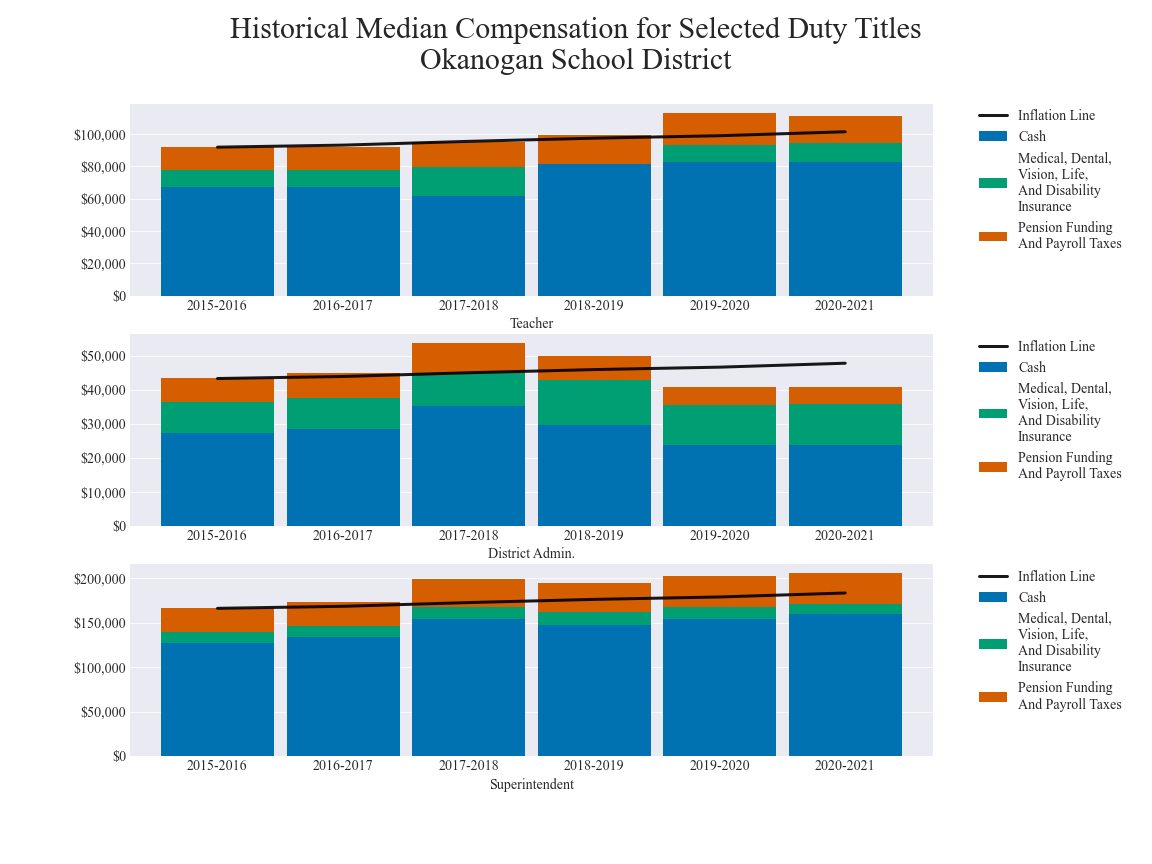 Historical Median Compensation for Selected Duty Titles
Okanogan School District
$100,000
$80,000
$60,000
$40,000
$20,000
$0
2015-2016 2016-2017 2017-2018 2018-2019 2019-2020 2020-2021
Teacher
Inflation Line
Cash
Medical, Dental,
Vision, Life,
And Disability
Insurance
Pension Funding
And Payroll Taxes
$50,000
$40,000
$30,000
$20,000
$10,000
$0
2015-2016 2016-2017 2017-2018 2018-2019 2019-2020 2020-2021
District Admin.
Inflation Line
Cash
Medical, Dental,
Vision, Life,
And Disability
Insurance
Pension Funding
And Payroll Taxes
$200,000
$150,000
$100,000
$50,000
$0
2015-2016 2016-2017 2017-2018 2018-2019 2019-2020 2020-2021
Superintendent
Inflation Line
Cash
Medical, Dental,
Vision, Life,
And Disability
Insurance
Pension Funding
And Payroll Taxes